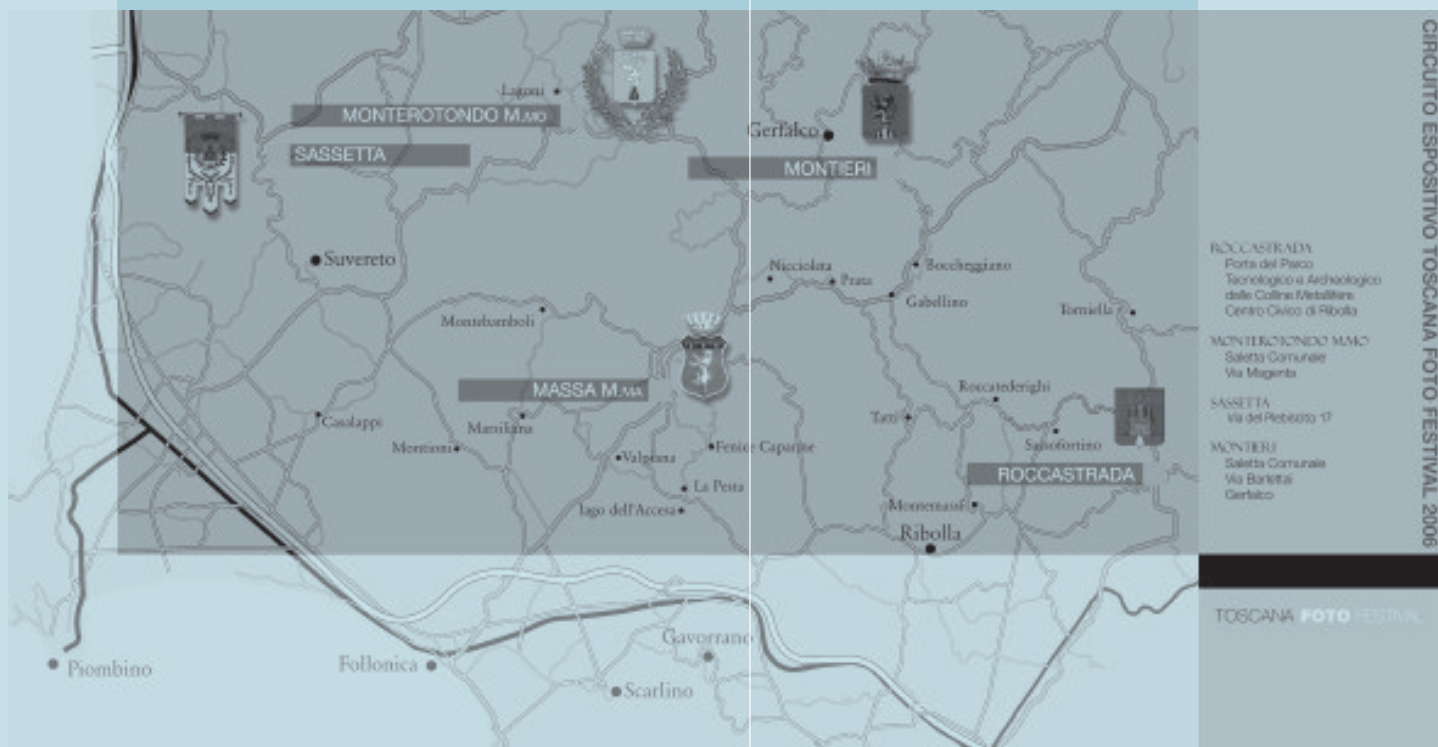 Lagoni
MONTEROTONDO M.MO
SASSETTA
Gerfalco
MONTIERI
Suvereto
Niccioleta
Prata
Boccheggiano
Gabellino
Torniella
Montebamboli
MASSA M.MA
Casalappi
Montioni
Marsiliana
Valpiana
Fenice Capanne
La Pesta
lago dell'Accesa
Roccatederighi
Tatti
Sassofortino
ROCCASTRADA
Montemassi
Ribolla
Piombino
Follonica
Gavorrano
Scarlino
CIRCUITO ESPOSITIVO TOSCANA FOTO FESTIVAL 2006
ROCCASTRADA
Porta del Parco
Tecnologico e Archeologico
delle Colline Metallifere
Centro Civico di Ribolla
MONTEROTONDO M.MO
Saletta Comunale
Via Magenta
SASSETTA
Via del Plebiscito 17
MONTIERI
Saletta Comunale
Via Barlettai
Gerfalco
TOSCANA FOTO FESTIVAL